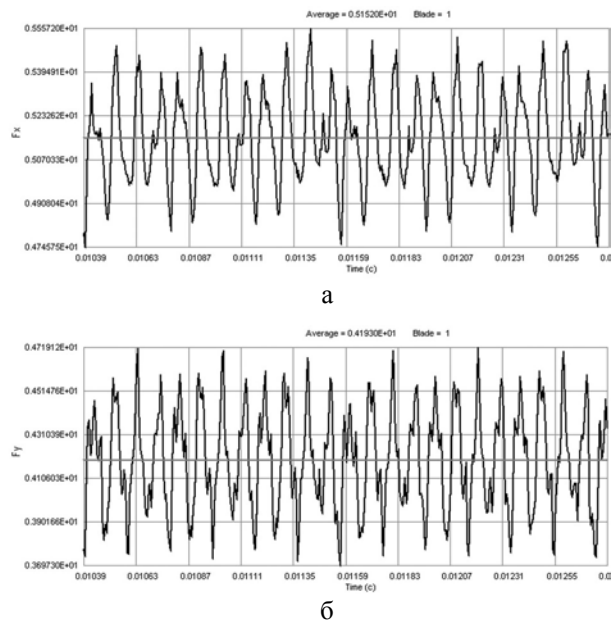 Average = 0.51520E+01 Blade = 1
0.555720E+01
0.539491E+01
0.523262E+01
Fx
0.507033E+01
0.490804E+01
0.474575E+01
0.01039 0.01063 0.01087 0.01111 0.01135 0.01159 0.01183 0.01207 0.01231 0.01255 0.0
Time (c)
а
Average = 0.41930E+01 Blade = 1
0.471912E+01
0.451476E+01
0.431039E+01
Fy
0.410603E+01
0.390166E+01
0.369730E+01
0.01039 0.01063 0.01087 0.01111 0.01135 0.01159 0.01183 0.01207 0.01231 0.01255 0.0
Time (c)
б